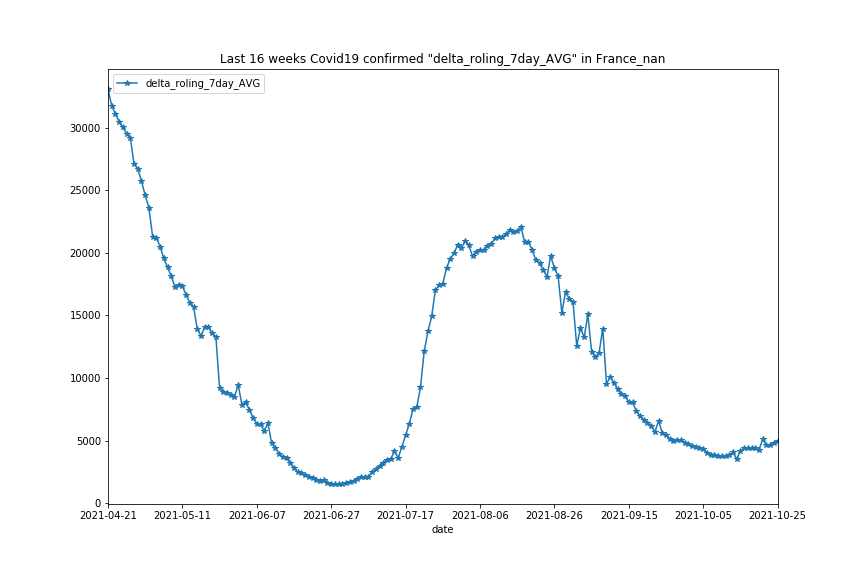 Last 16 weeks Covid19 confirmed "delta_roling_7day_AVG" in France_nan
delta_roling_7day_AVG
30000
25000
20000
15000
10000
5000
0
2021-04-21 2021-05-11 2021-06-07 2021-06-27 2021-07-17 2021-08-06 2021-08-26 2021-09-15 2021-10-05 2021-10-25
date